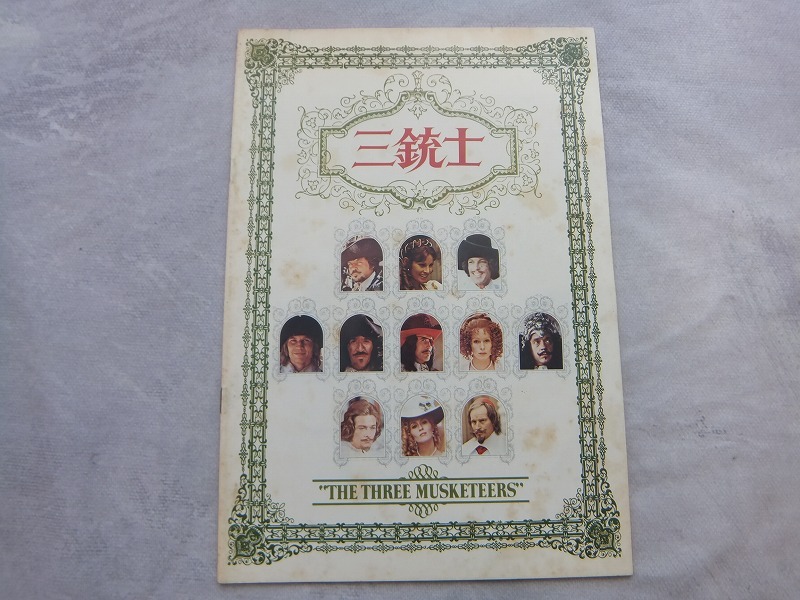 三銃士
"THE THREE MUSKETEERS"